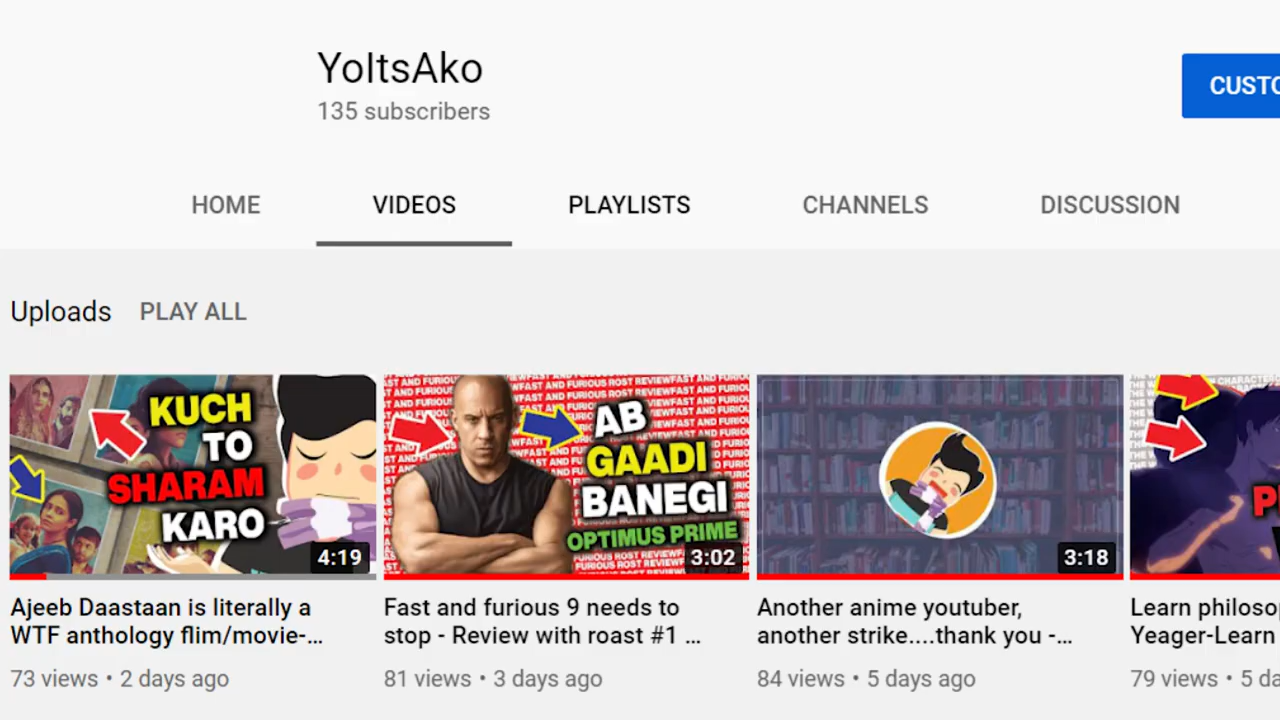 YoItsAko
135 subscribers
CUSTO
HOME VIDEOS PLAYLISTS CHANNELS DISCUSSION
Uploads PLAY ALL
KUCH
TO
SHARAM
KARO
4:19
AB
GAADI
BANEGI
OPTIMUS PRIME
3:02
3:18
Ajeeb Daastaan is literally a
WTF anthology flim/movie-...
73 views • 2 days ago
Fast and furious 9 needs to
stop - Review with roast #1 ...
81 views • 3 days ago
Another anime youtuber,
another strike....thank you -...
84 views • 5 days ago
Learn philosop
Yeager-Learn
79 views • 5 da